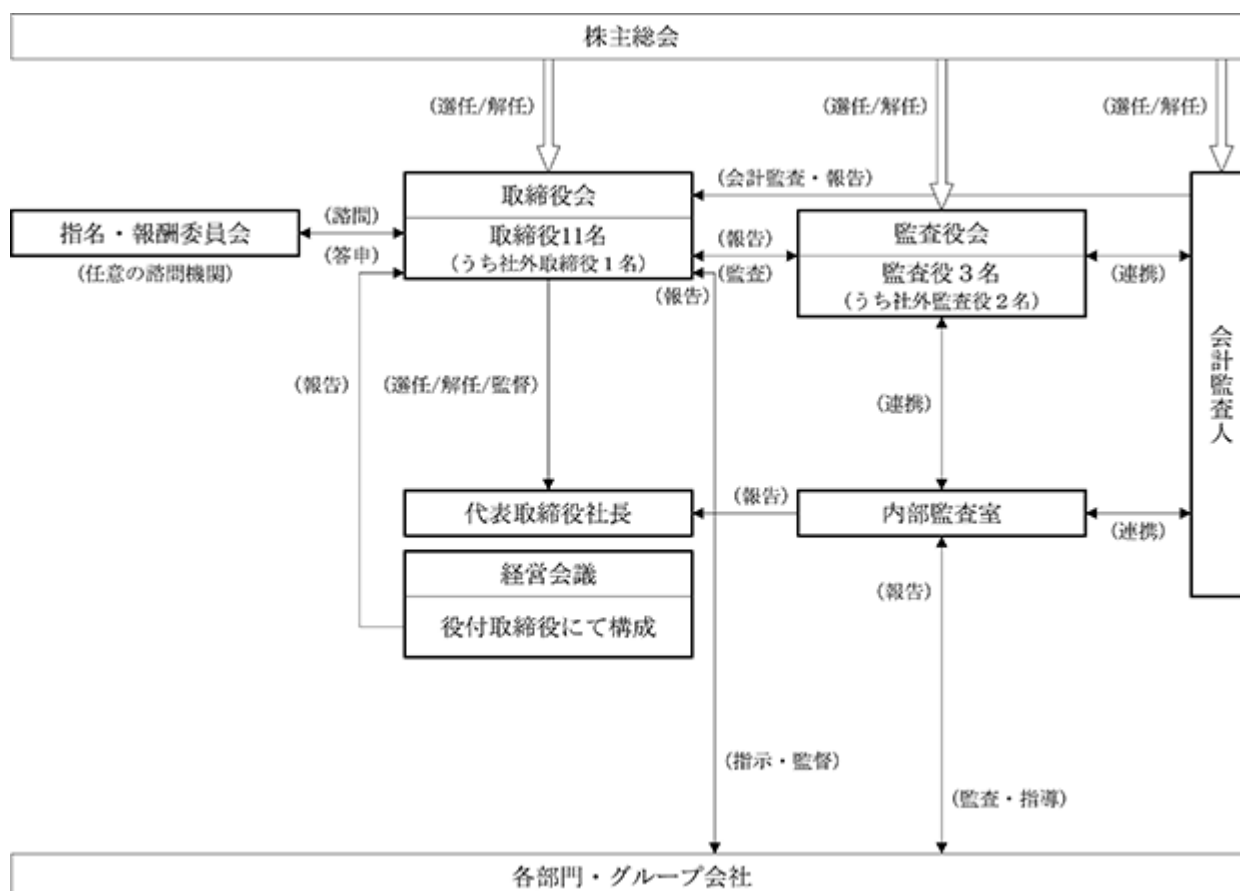 株主総会
(選任/解任)
(選任/解任)
(選任/解任)
取締役会
取締役11名
(うち社外取締役1名)
(会計監査・報告)
指名・報酬委員会
(任意の諮問機関)
(諮問)
(答申)
(報告)
(監査)
(報告)
監査役会
監査役3名
(うち社外監査役2名)
(連携)
会計監査人
(報告)
(選任/解任/監督)
(連携)
代表取締役社長
(報告)
内部監査室
(連携)
経営会議
役付取締役にて構成
(報告)
(指示・監督)
(監査・指導)
各部門・グループ会社